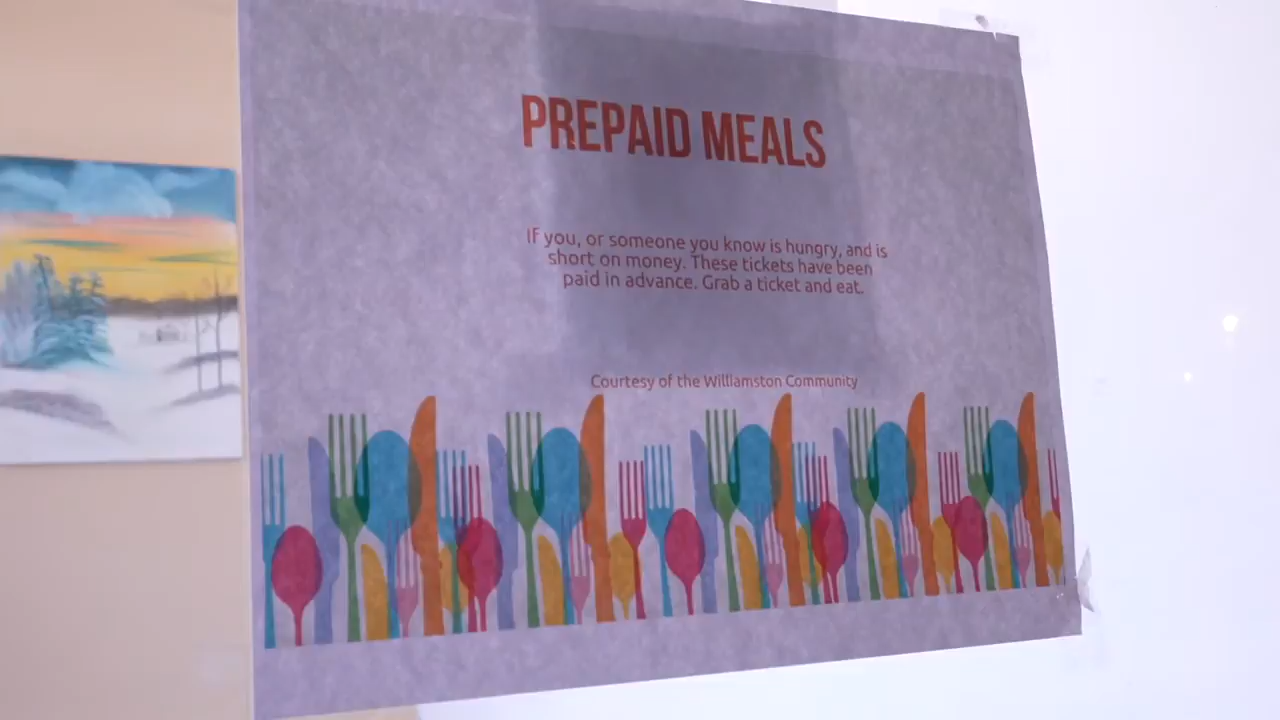 PREPAID MEALS
If you, or someone you know is hungry, and is
short on money. These tickets have been
paid in advance. Grab a ticket and eat.
Courtesy of the Williamston Community